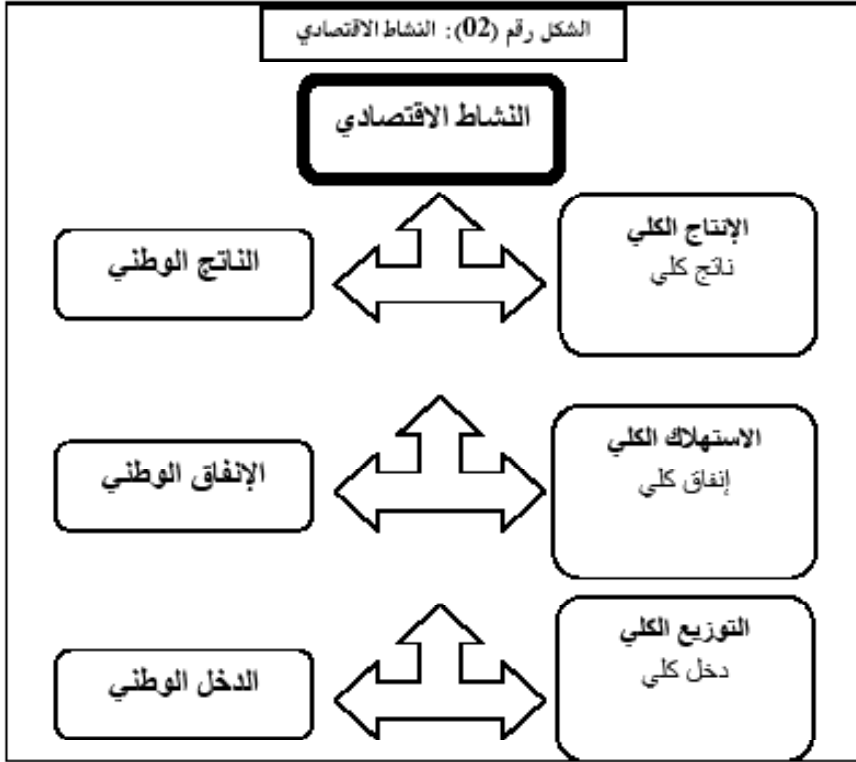 الشكل رقم (02): النشاط الاقتصادي
النشاط الاقتصادي
الإنتاج الكلي
ناتج كلي
الناتج الوطني
الاستهلاك الكلي
إنفاق كلي
الإنفاق الوطني
التوزيع الكلي
دخل كلي
الدخل الوطني